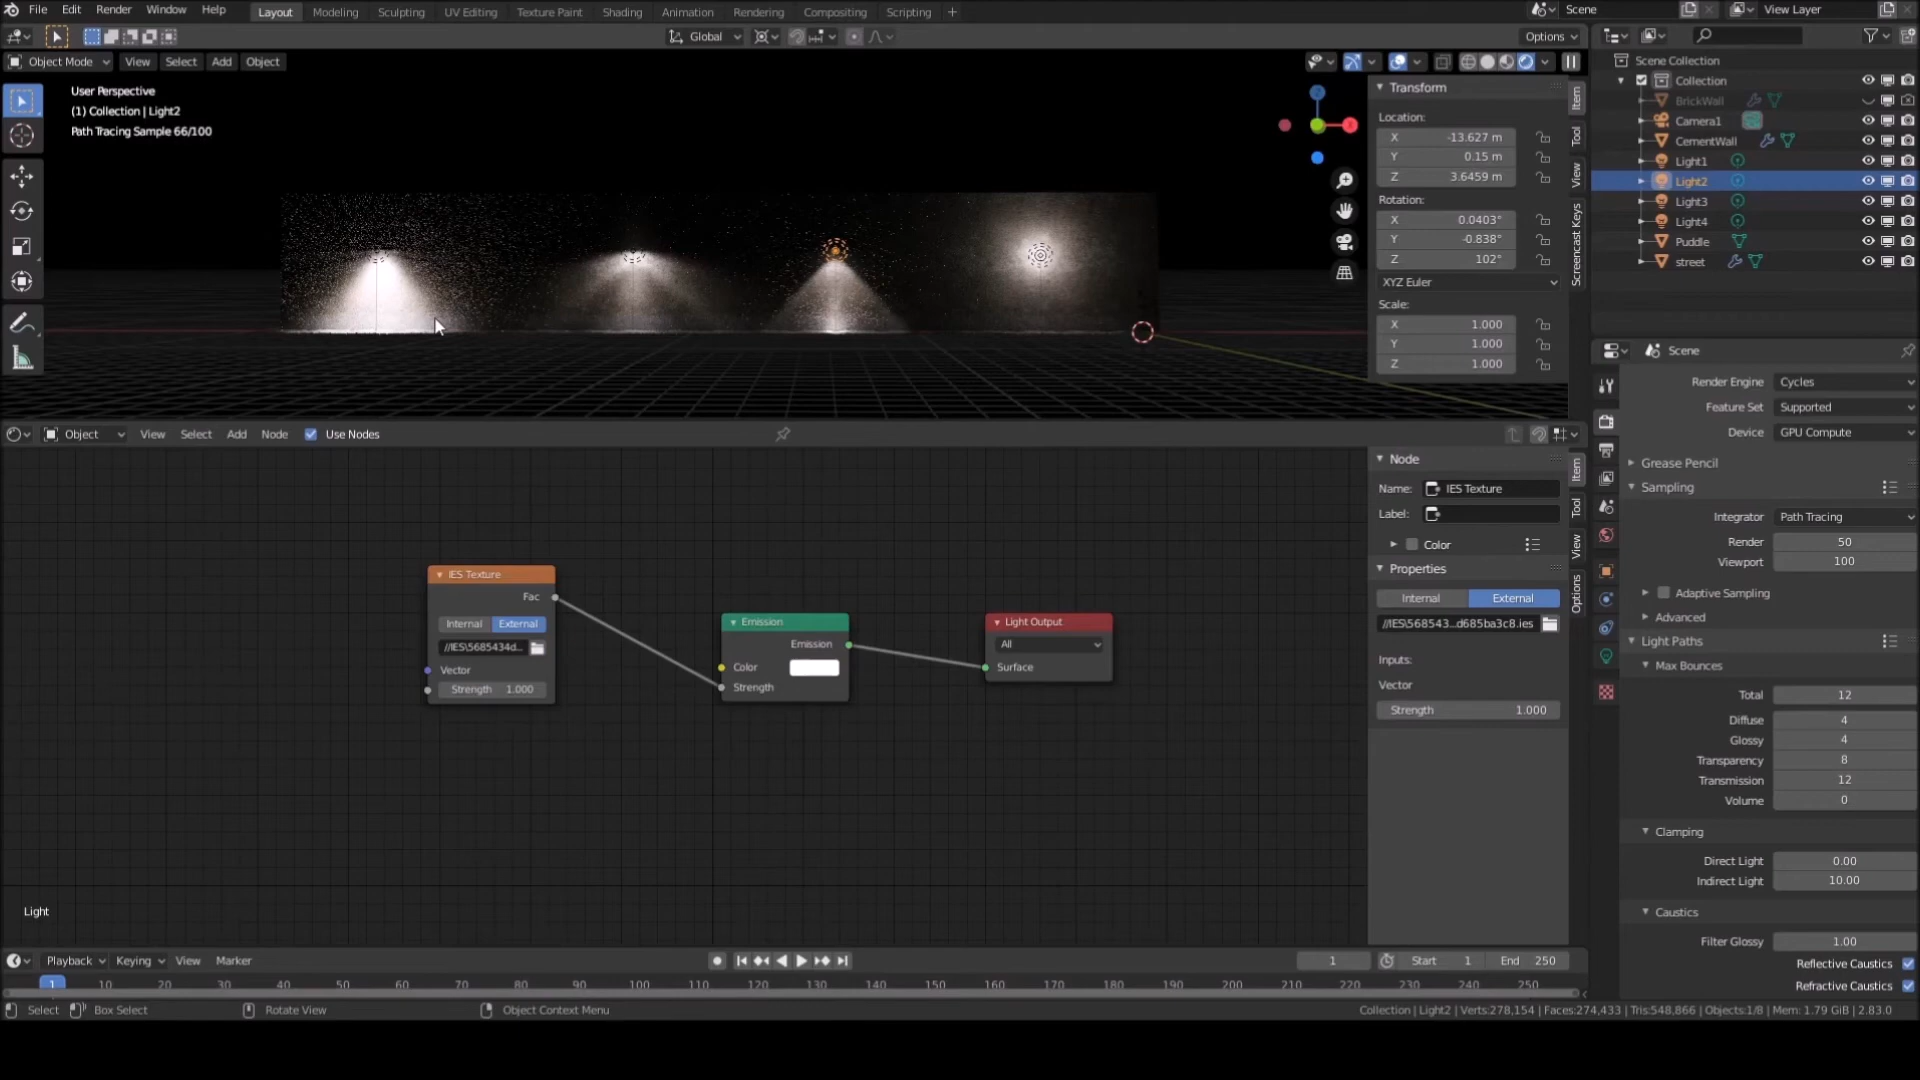 File Edit Render Window Help Layout Modeling Sculpting UV Editing Texture Paint Shading Animation Rendering Compositing Scripting + Scene View Layer
Global Options
Object Mode View Select Add Object
User Perspective
(1) Collection | Light2
Path Tracing Sample 66/100
X
Transform
Location:
X -13.627 m
Y 0.15 m
Z 3.6459 m
Rotation:
X 0.0403°
Y -0.838°
Z 102°
XYZ Euler
Scale:
X 1.000
Y 1.000
Z 1.000
Item
Tool
View
Screencast Keys
Scene Collection
Collection
BrickWall
Camera1
CementWall
Light1
Light2
Light3
Light4
Puddle
street
Scene
Render Engine Cycles
Feature Set Supported
Device GPU Compute
Grease Pencil
Sampling
Integrator Path Tracing
Render 50
Viewport 100
Adaptive Sampling
Advanced
Light Paths
Max Bounces
Total 12
Diffuse 4
Glossy 4
Transparency 8
Transmission 12
Volume 0
Clamping
Direct Light 0.00
Indirect Light 10.00
Caustics
Filter Glossy 1.00
Reflective Caustics
Refractive Caustics
Object View Select Add Node Use Nodes
IES Texture
Fac
Internal External
//IES\5685434d...
Vector
Strength 1.000
Emission
Emission
Color
Strength
Light Output
All
Surface
Light
Node
Name: IES Texture
Label:
Color
Properties
Internal External
//IES\568543...d685ba3c8.ies
Inputs:
Vector
Strength 1.000
Item
Tool
View
Options
Playback Keying View Marker 1 Start 1 End 250
1 10 20 30 40 50 60 70 80 90 100 110 120 130 140 150 160 170 180 190 200 210 220 230 240 250
Select Box Select Rotate View Object Context Menu Collection | Light2 | Verts:278,154 | Faces:274,433 | Tris:548,866 | Objects:1/8 | Mem: 1.79 GiB | 2.83.0